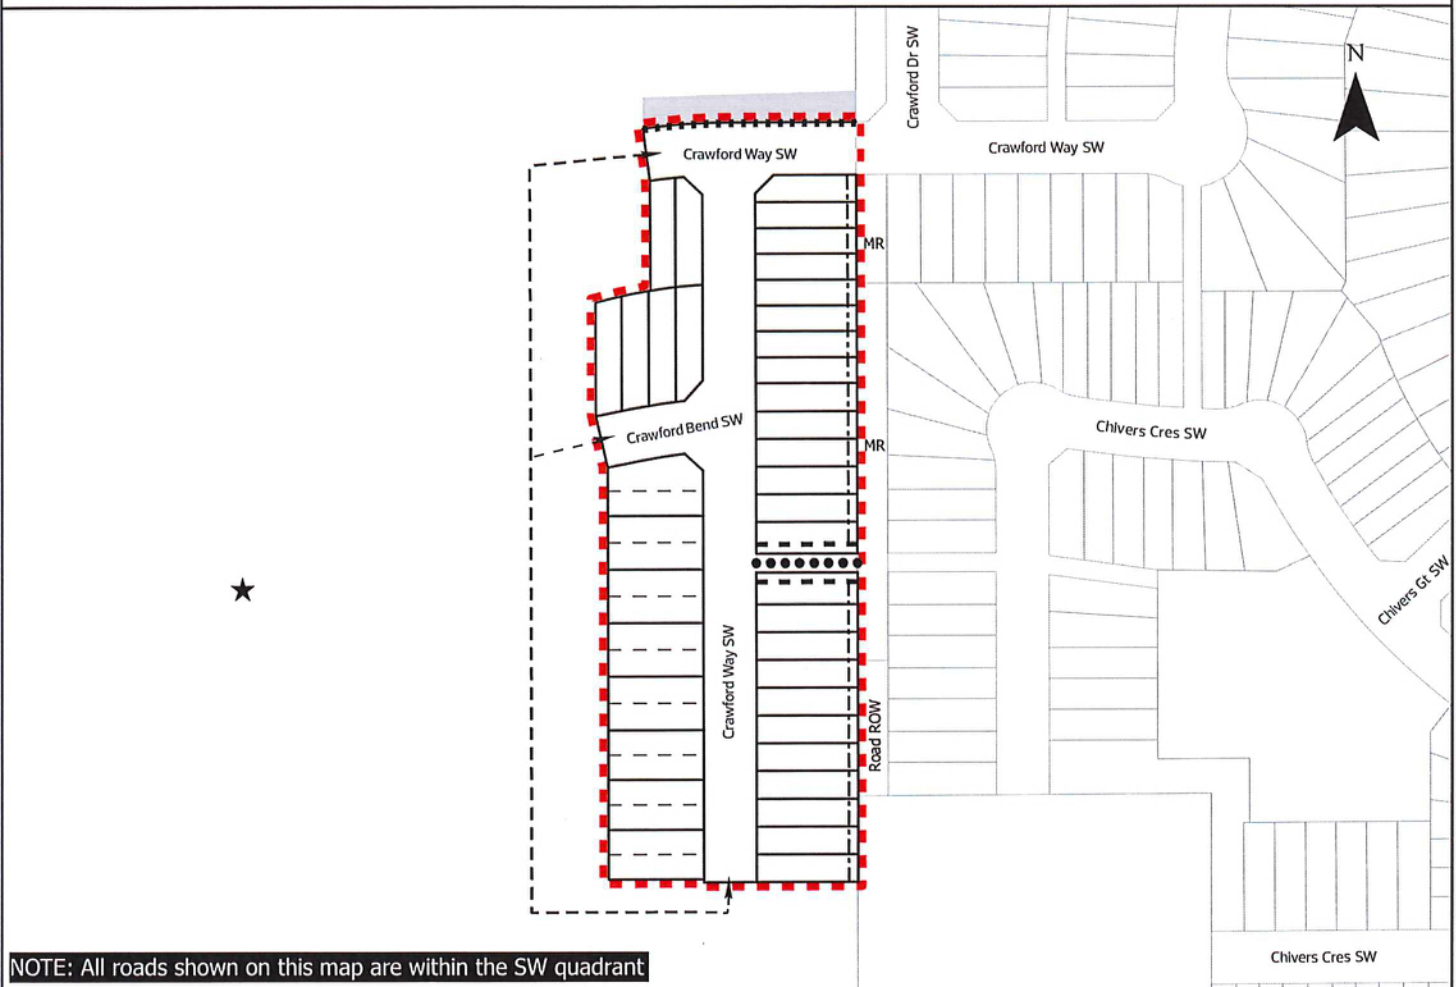 Crawford Dr SW
N
Crawford Way SW
Crawford Way SW
MR
Crawford Bend SW
Chivers Cres SW
MR
Chivers Gt SW
Crawford Way SW
Road ROW
NOTE: All roads shown on this map are within the SW quadrant
Chivers Cres SW